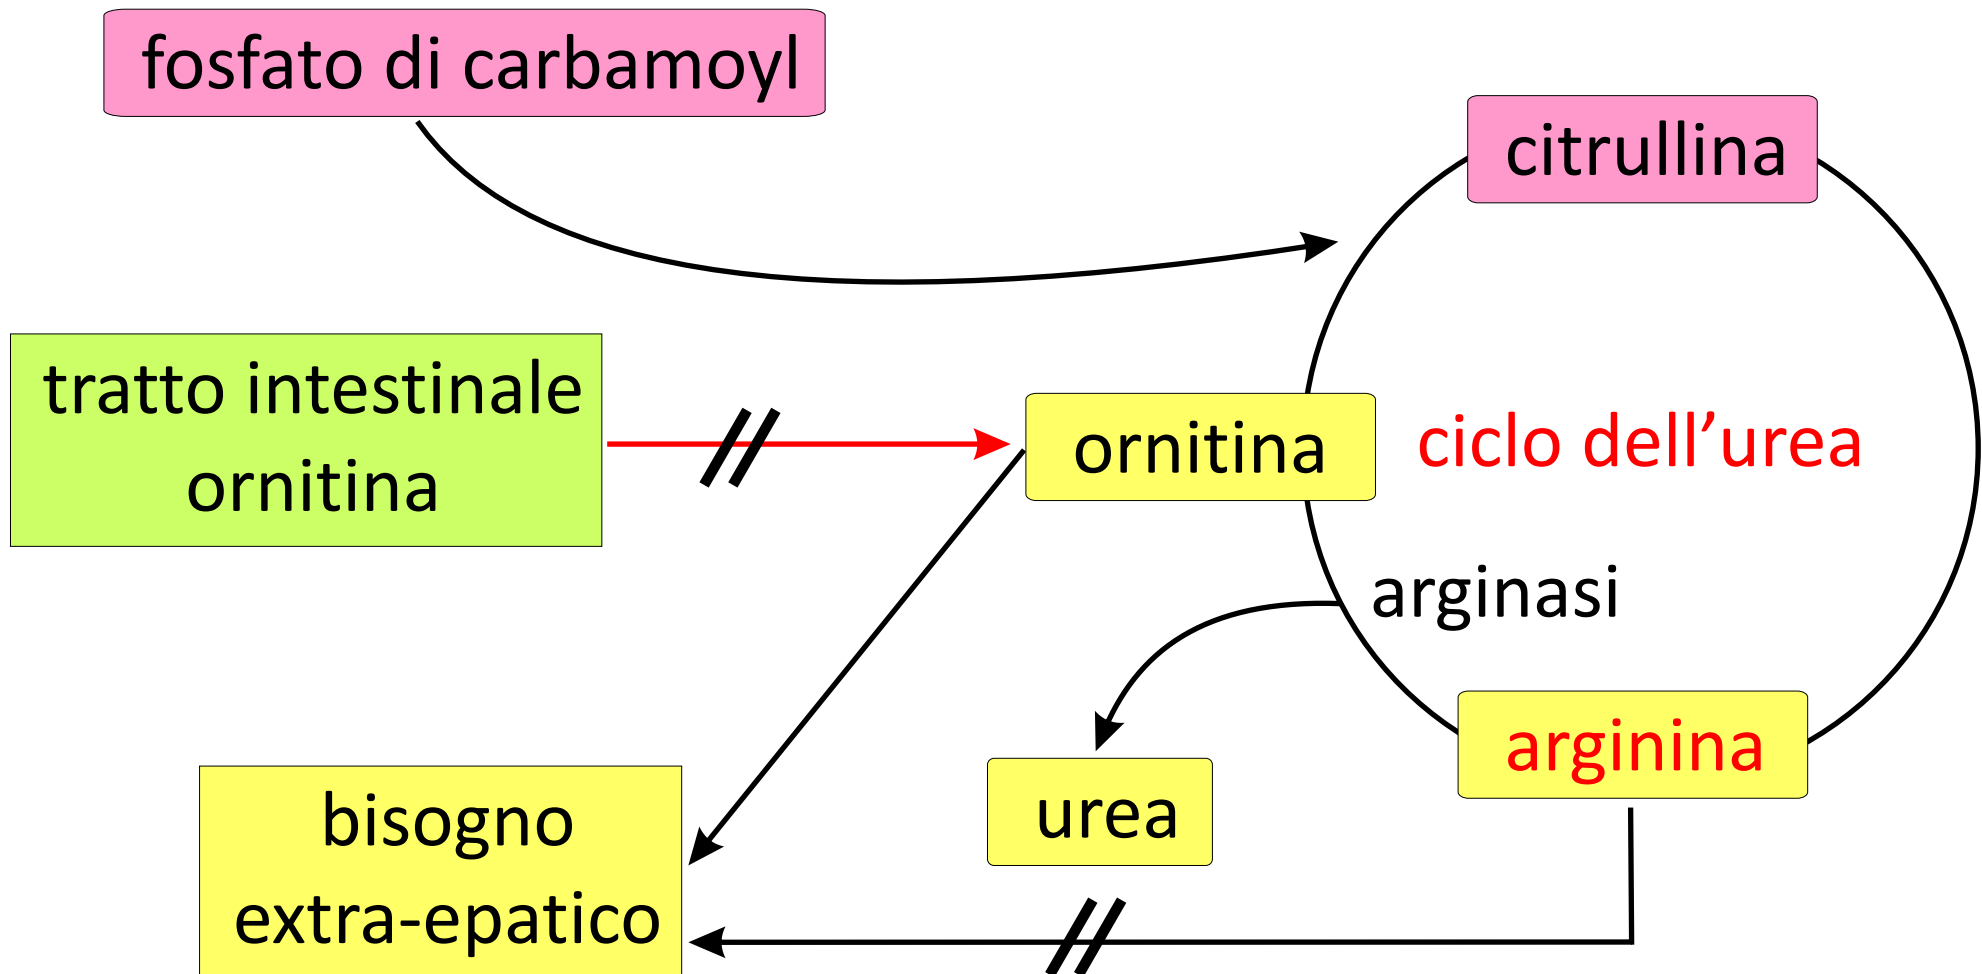 fosfato di carbamoyl
citrullina
tratto intestinale
ornitina
ornitina
ciclo dell’urea
arginasi
arginina
urea
bisogno
extra-epatico